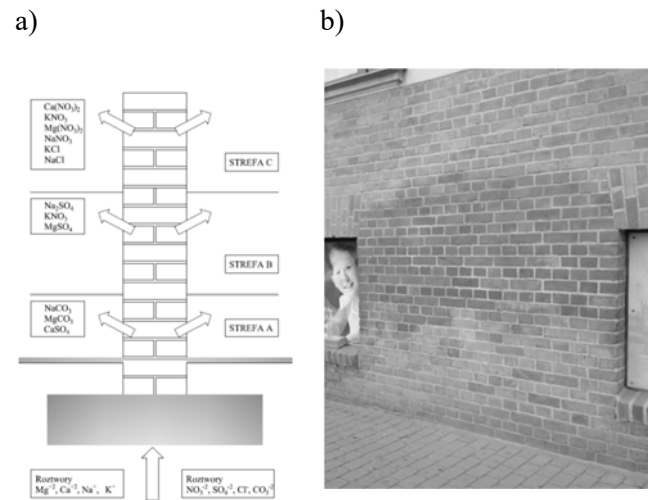 a)
b)
Ca(NO₃)₂
KNO₃
Mg(NO₃)₂
NaNO₃
KCl
NaCl
STREFA C
Na₂SO₄
KNO₃
MgSO₄
STREFA B
NaCO₃
MgCO₃
CaSO₄
STREFA A
Roztwory
Mg⁺², Ca⁺², Na⁺, K⁺
Roztwory
NO₃⁻², SO₄⁻², Cl⁻, CO₃⁻²